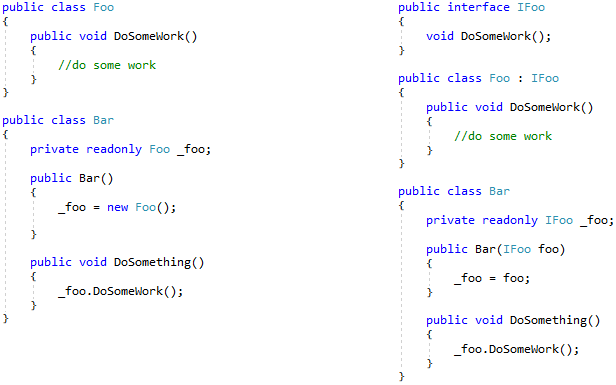 public class Foo
{
    public void DoSomeWork()
    {
        //do some work
    }
}
public class Bar
{
    private readonly Foo _foo;
    public Bar()
    {
        _foo = new Foo();
    }
    public void DoSomething()
    {
        _foo.DoSomeWork();
    }
}
public interface IFoo
{
    void DoSomeWork();
}
public class Foo : IFoo
{
    public void DoSomeWork()
    {
        //do some work
    }
}
public class Bar
{
    private readonly IFoo _foo;
    public Bar(IFoo foo)
    {
        _foo = foo;
    }
    public void DoSomething()
    {
        _foo.DoSomeWork();
    }
}